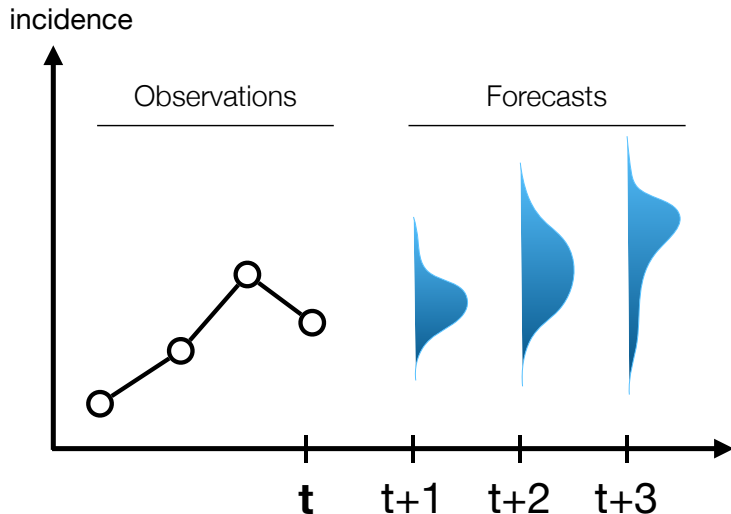 incidence
Observations
Forecasts
t
t+1
t+2
t+3